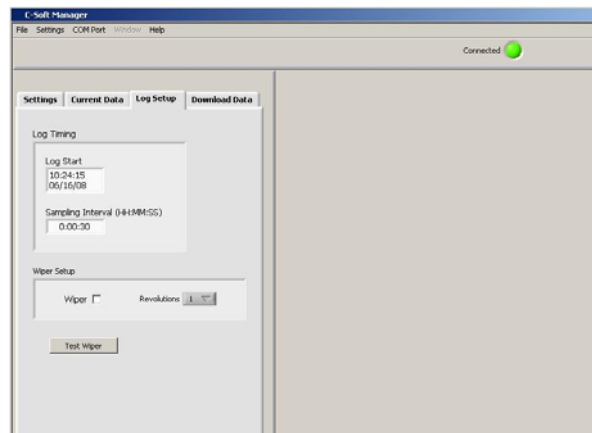 C-Soft Manager
File Settings COM Port Window Help
Connected
Settings Current Data Log Setup Download Data
Log Timing
Log Start
10:24:15
06/16/08
Sampling Interval (HH:MM:SS)
0:00:30
Wiper Setup
Wiper Revolutions 1
Test Wiper